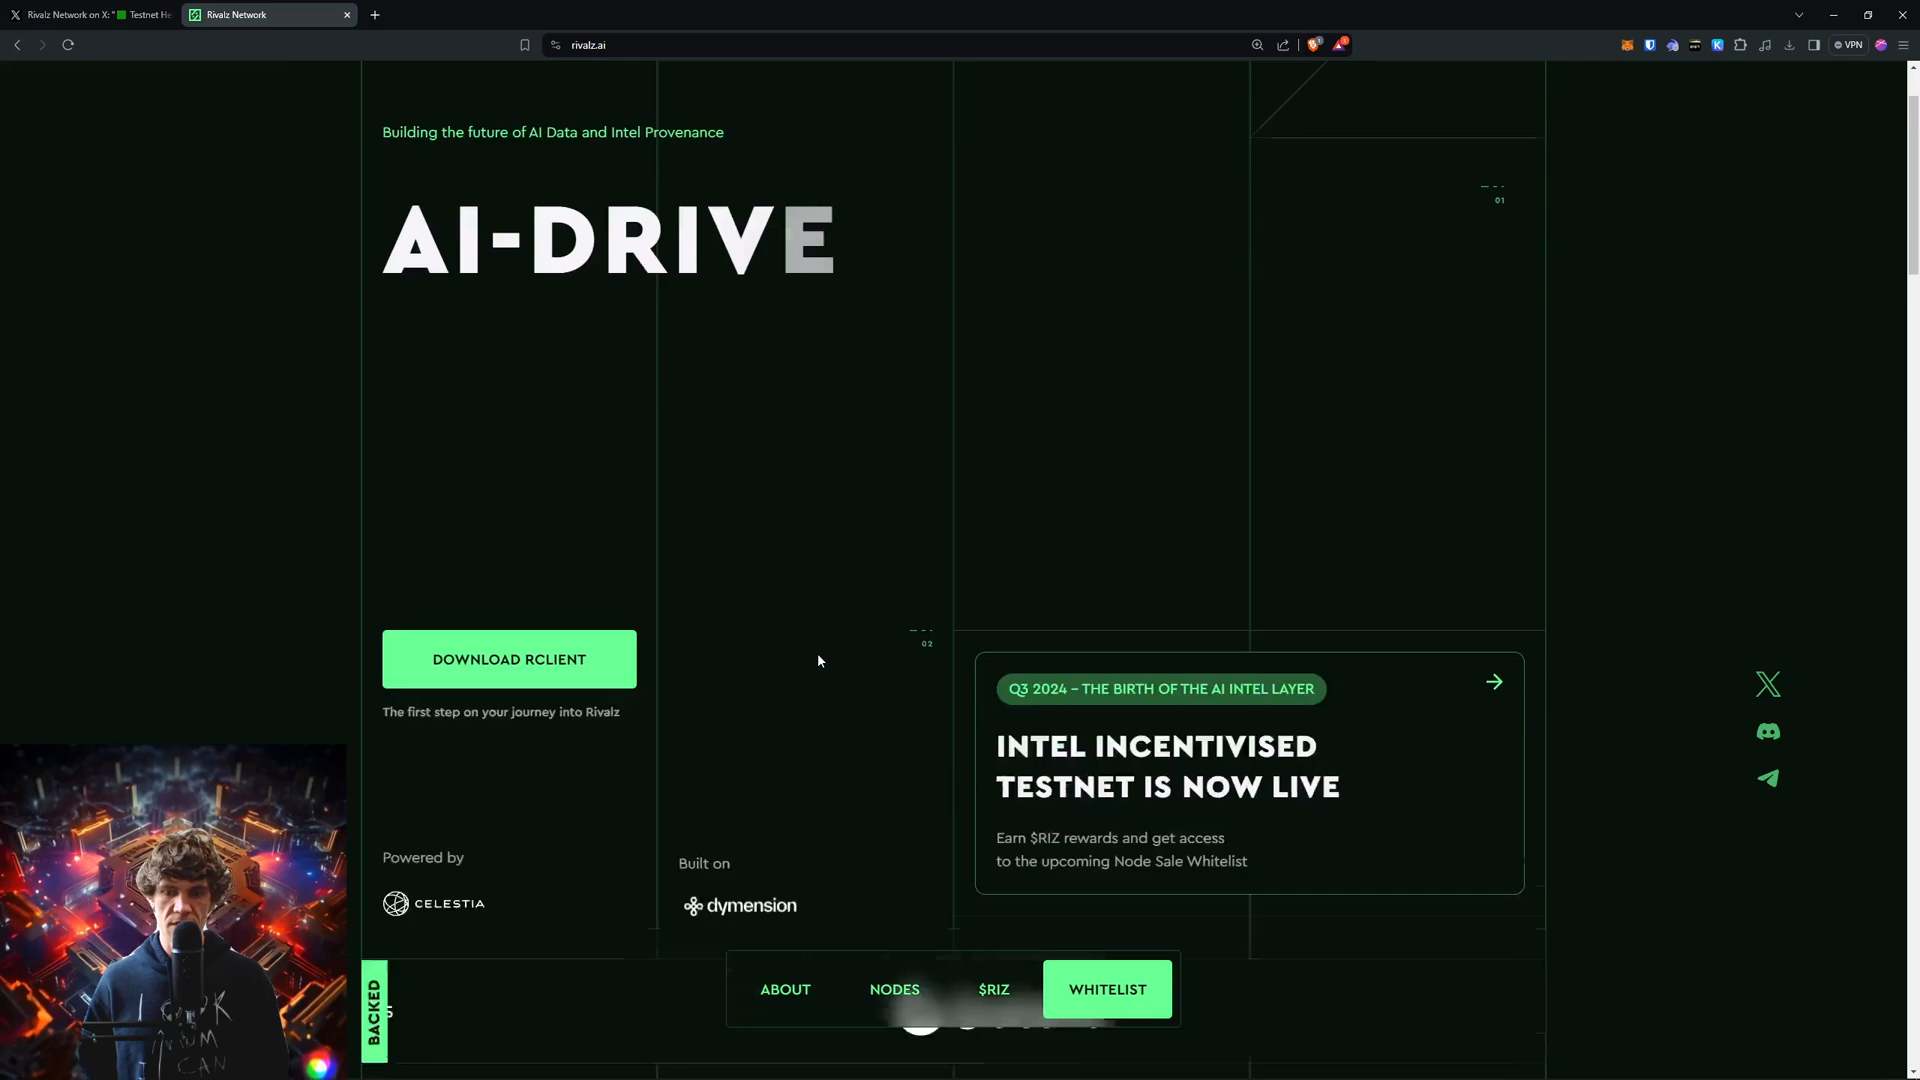 Rivalz Network on X: "🟩 Testnet He
Rivalz Network
rivalz.ai
VPN
Building the future of AI Data and Intel Provenance
AI-DRIVE
01
DOWNLOAD RCLIENT
The first step on your journey into Rivalz
02
Q3 2024 – THE BIRTH OF THE AI INTEL LAYER
INTEL INCENTIVISED
TESTNET IS NOW LIVE
Earn $RIZ rewards and get access
to the upcoming Node Sale Whitelist
Powered by
CELESTIA
Built on
dymension
BACKED
ABOUT
NODES
$RIZ
WHITELIST